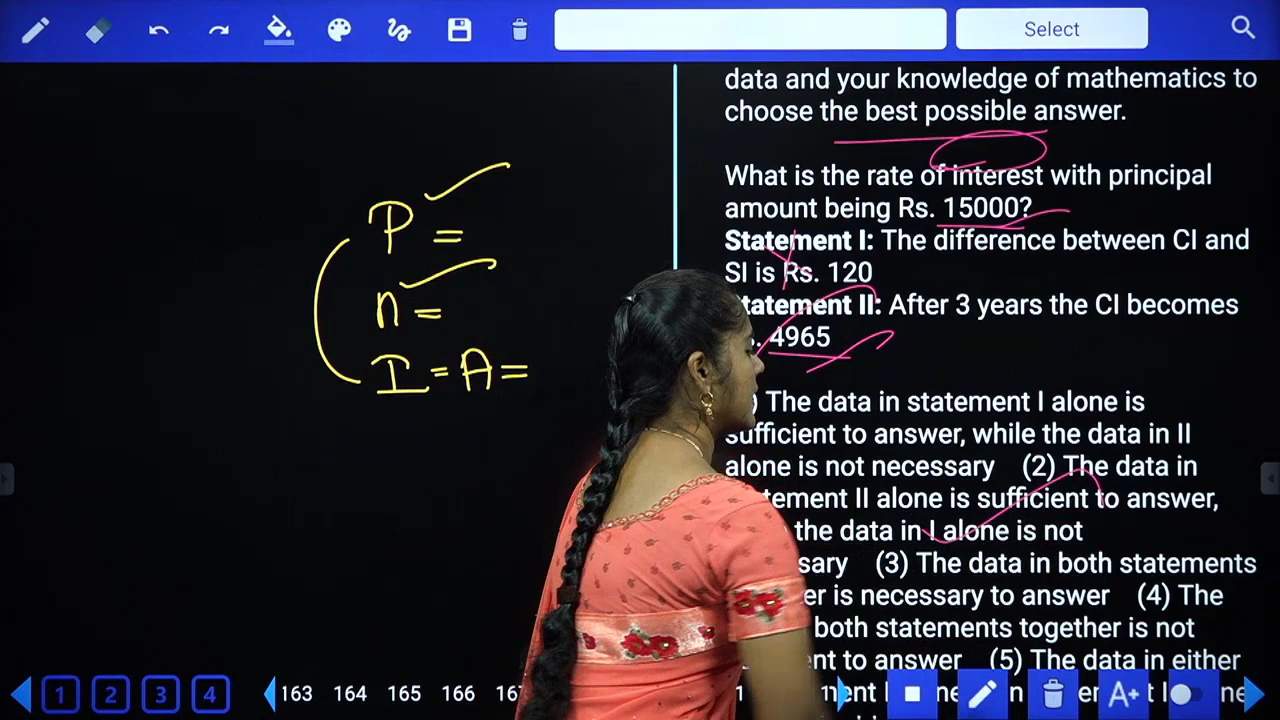 Select
data and your knowledge of mathematics to
choose the best possible answer.
What is the rate of interest with principal
amount being Rs. 15000?
Statement I: The difference between CI and
SI is Rs. 120
tatement II: After 3 years the CI becomes
. 4965
P =
n =
I = A =
) The data in statement I alone is
sufficient to answer, while the data in II
alone is not necessary (2) The data in
tement II alone is sufficient to answer,
the data in I alone is not
sary (3) The data in both statements
er is necessary to answer (4) The
both statements together is not
nt to answer (5) The data in either
1 2 3 4 163 164 165 166 A+